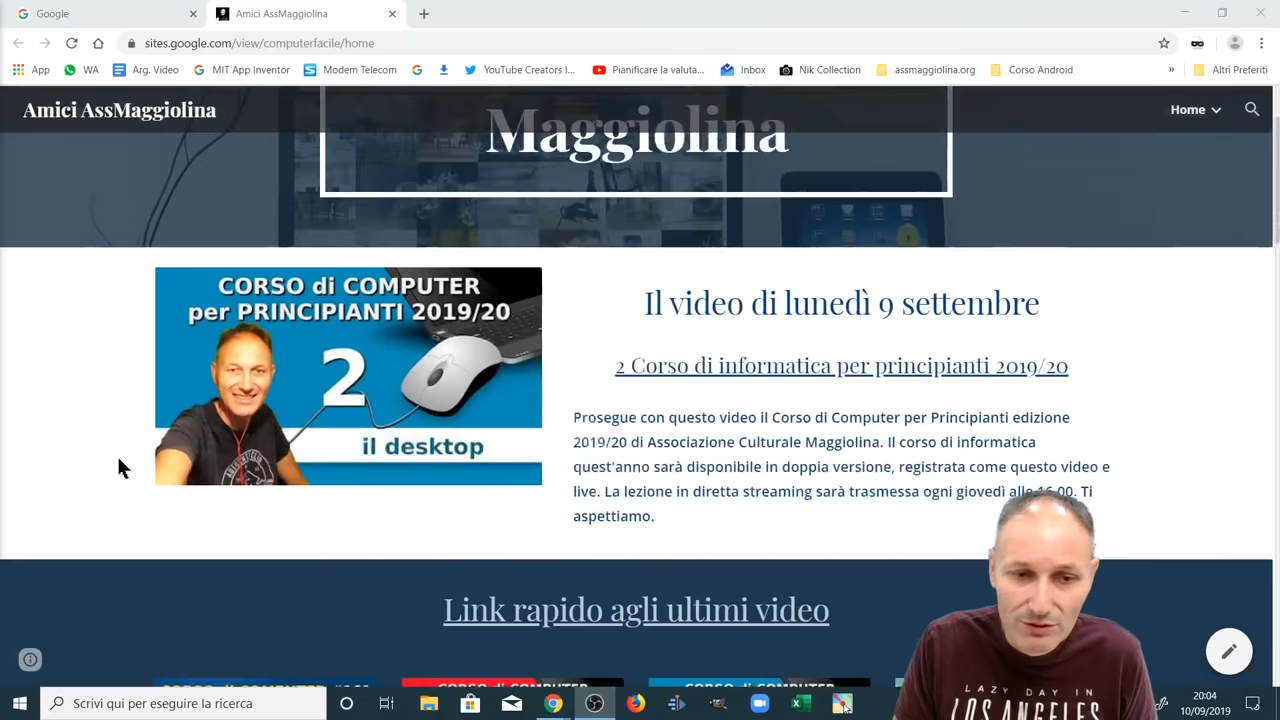 Google
Amici AssMaggiolina
sites.google.com/view/computerfacile/home
App
WA
Arg. Video
MIT App Inventor
Modem Telecom
YouTube Creators I...
Pianificare la valuta...
Inbox
Nik Collection
assmaggiolina.org
Corso Android
»
Altri Preferiti
Amici AssMaggiolina
Home
Maggiolina
CORSO di COMPUTER
per PRINCIPIANTI 2019/20
2
il desktop
Il video di lunedì 9 settembre
2 Corso di informatica per principianti 2019/20
Prosegue con questo video il Corso di Computer per Principianti edizione
2019/20 di Associazione Culturale Maggiolina. Il corso di informatica
quest'anno sarà disponibile in doppia versione, registrata come questo video e
live. La lezione in diretta streaming sarà trasmessa ogni giovedì alle 16.00. Ti
aspettiamo.
Link rapido agli ultimi video
LAZY DAY IN
LOS ANGELES
Scrivi qui per eseguire la ricerca
20:04
10/09/2019